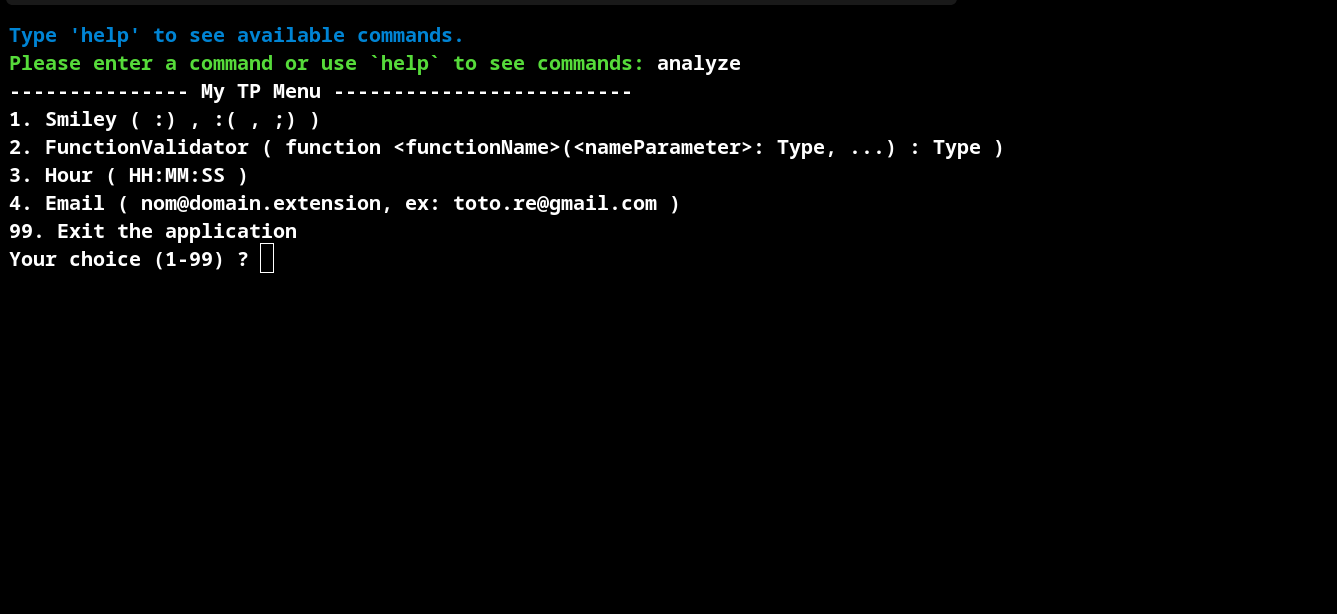 Type 'help' to see available commands.
Please enter a command or use `help` to see commands: analyze
--------------- My TP Menu -------------------------
1. Smiley ( :) , :( , ;) )
2. FunctionValidator ( function <functionName>(<nameParameter>: Type, ...) : Type )
3. Hour ( HH:MM:SS )
4. Email ( nom@domain.extension, ex: toto.re@gmail.com )
99. Exit the application
Your choice (1-99) ?